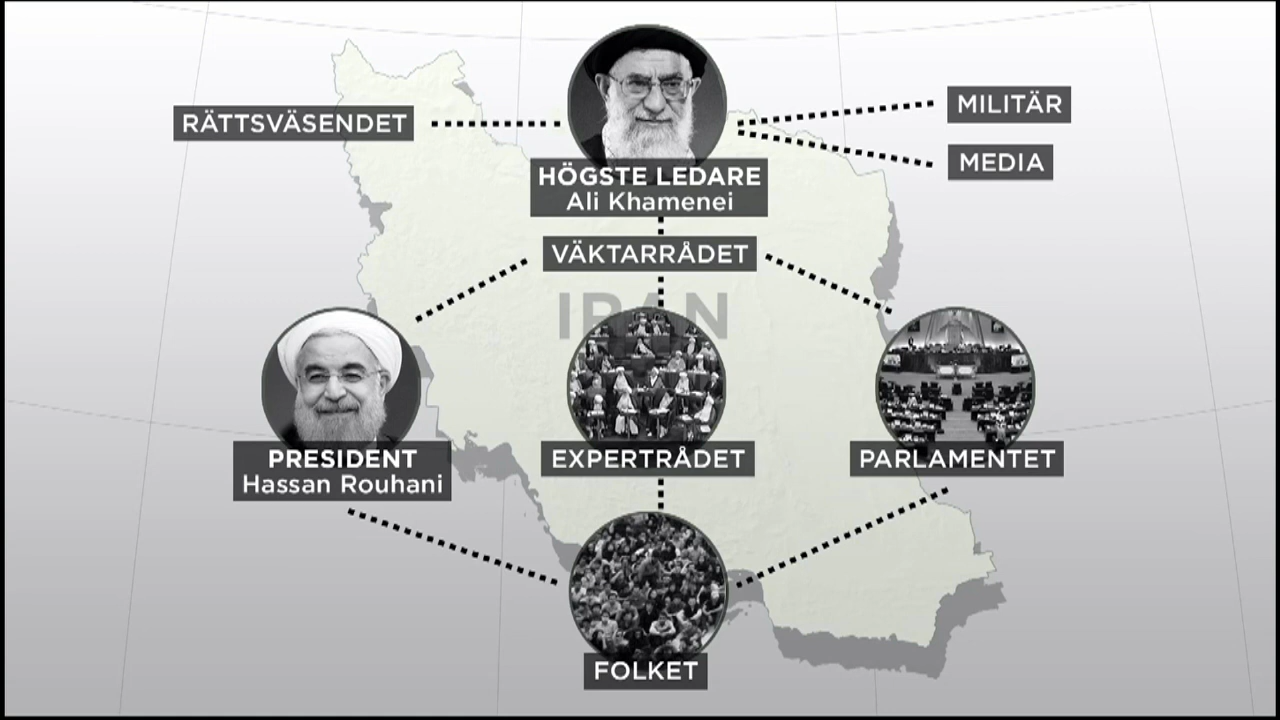 RÄTTSVÄSENDET
MILITÄR
MEDIA
HÖGSTE LEDARE
Ali Khamenei
VÄKTARRÅDET
IRAN
PRESIDENT
Hassan Rouhani
EXPERTRÅDET
PARLAMENTET
FOLKET